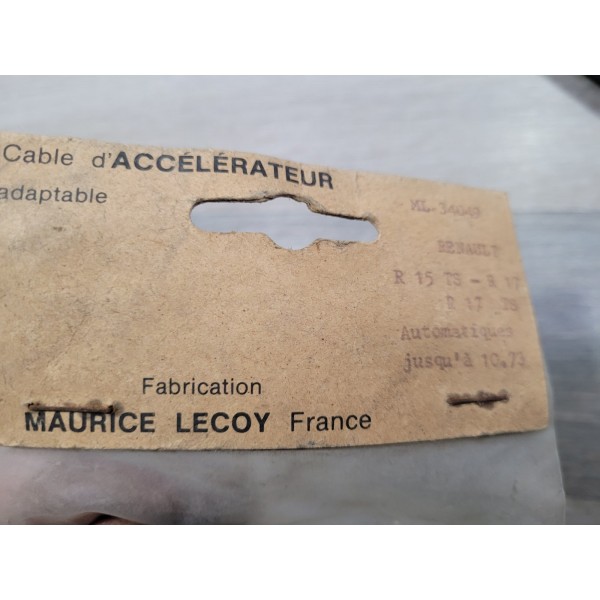 Cable d'ACCÉLÉRATEUR
adaptable
RENAULT
R 15 TS - R 17
R 17 TS
Automatiques
jusqu'à 10.73
Fabrication
MAURICE LECOY France